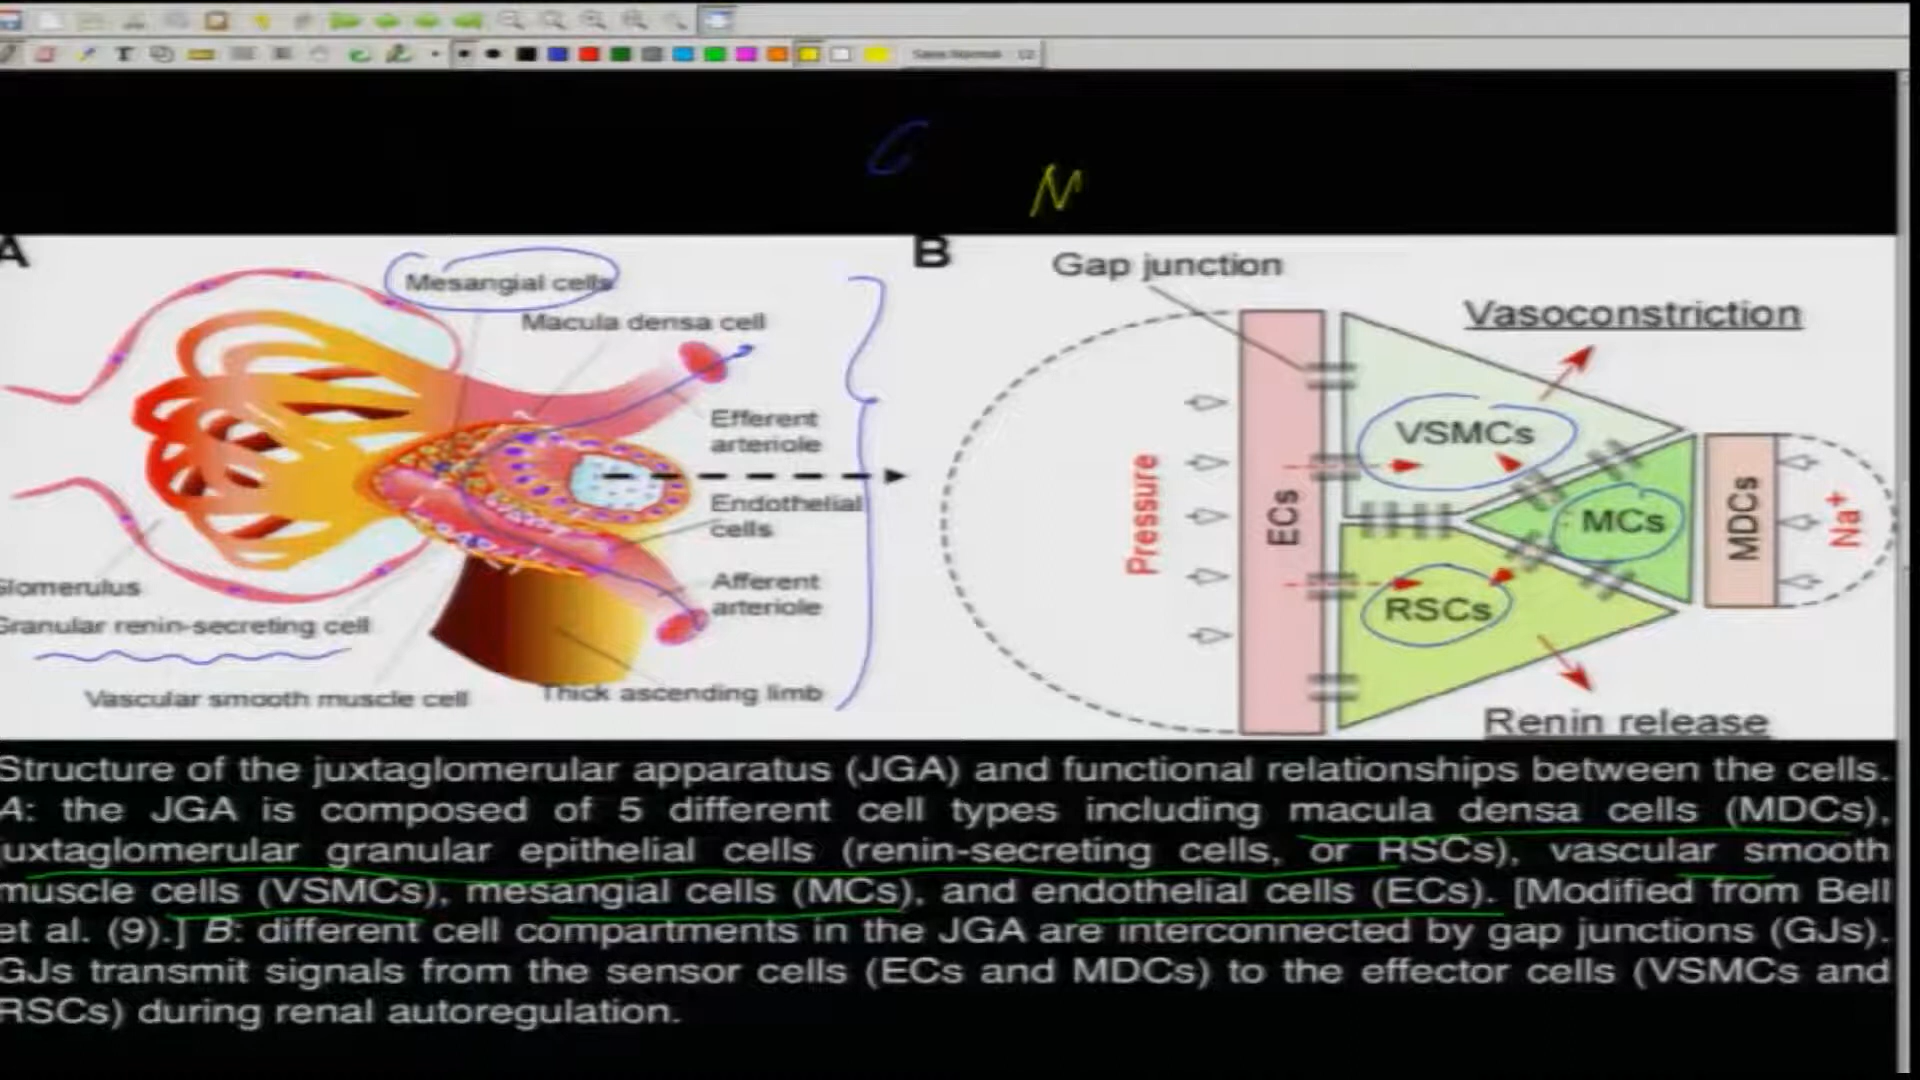 Sans Normal 12
G
N
A
Mesangial cells
Macula densa cell
Efferent
arteriole
Endothelial
cells
Afferent
arteriole
Glomerulus
Granular renin-secreting cell
Vascular smooth muscle cell
Thick ascending limb
B
Gap junction
Vasoconstriction
VSMCs
Pressure
ECs
MCs
MDCs
Na+
RSCs
Renin release
Structure of the juxtaglomerular apparatus (JGA) and functional relationships between the cells.
A: the JGA is composed of 5 different cell types including macula densa cells (MDCs),
juxtaglomerular granular epithelial cells (renin-secreting cells, or RSCs), vascular smooth
muscle cells (VSMCs), mesangial cells (MCs), and endothelial cells (ECs). [Modified from Bell
et al. (9).] B: different cell compartments in the JGA are interconnected by gap junctions (GJs).
GJs transmit signals from the sensor cells (ECs and MDCs) to the effector cells (VSMCs and
RSCs) during renal autoregulation.